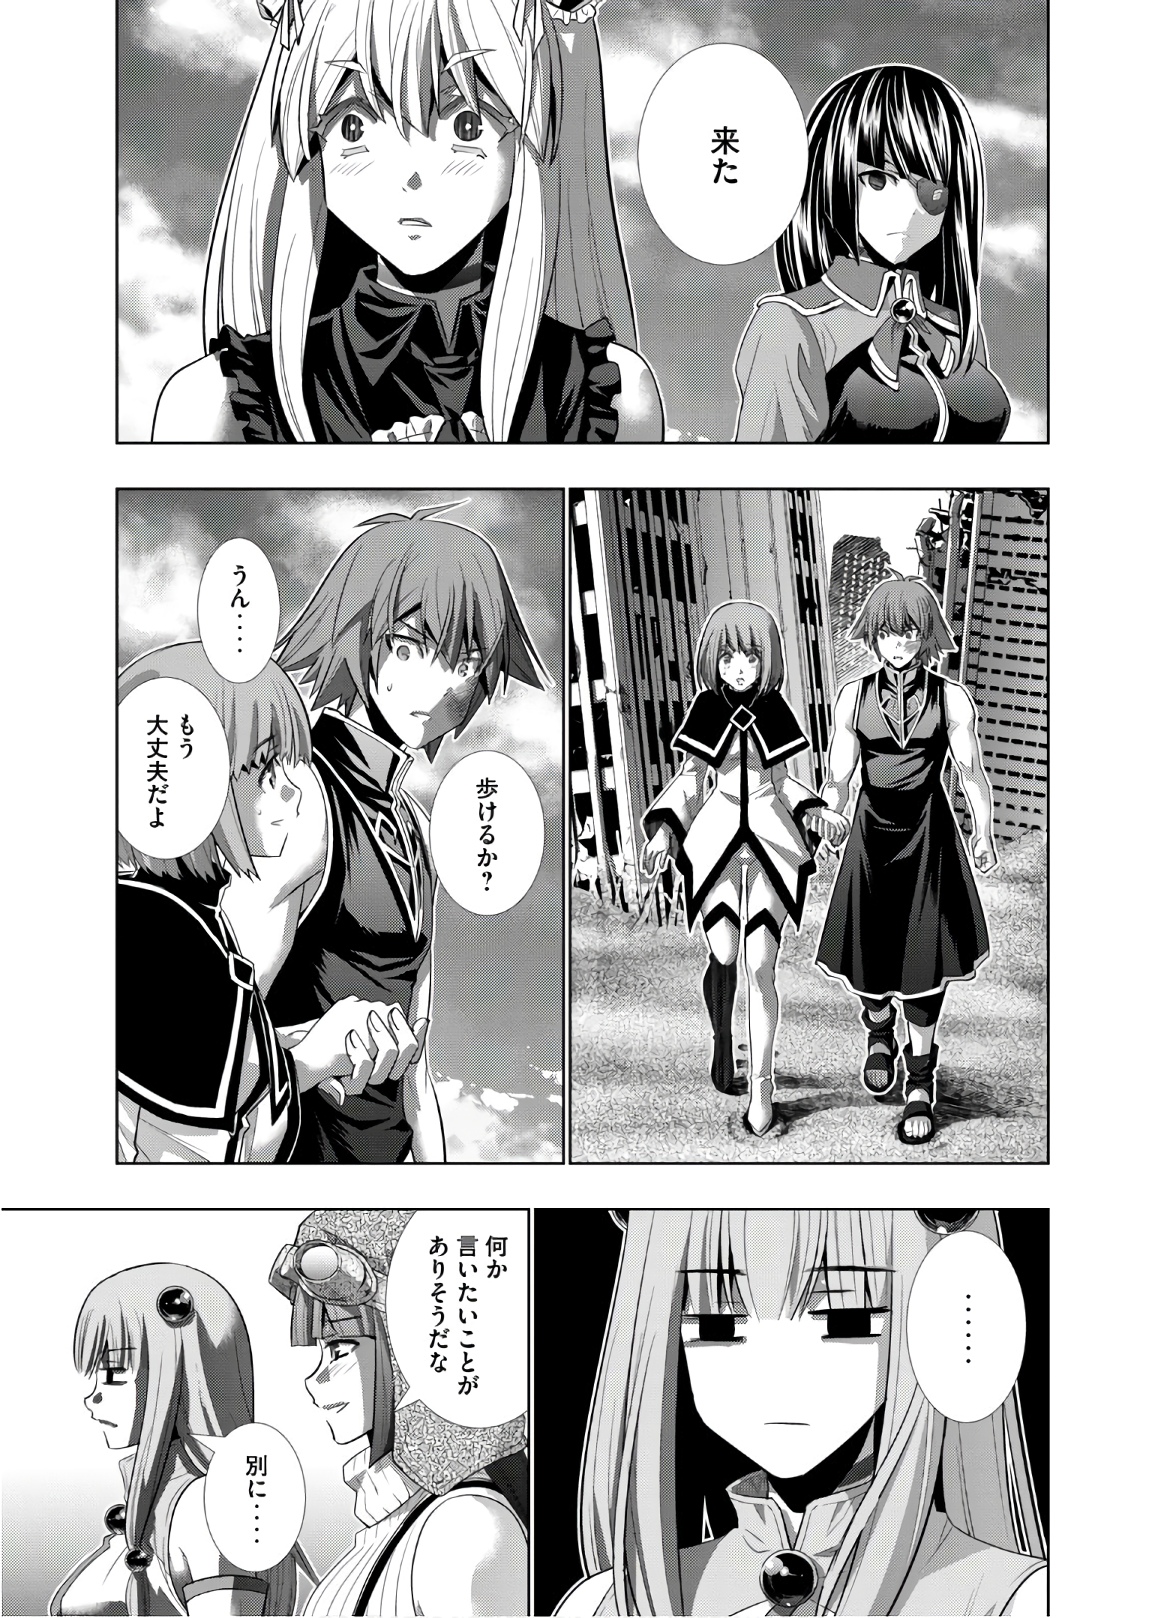 来た
歩けるか?
うん‥‥
もう
大丈夫だよ
‥‥‥
何か
言いたいことが
ありそうだな
別に‥‥